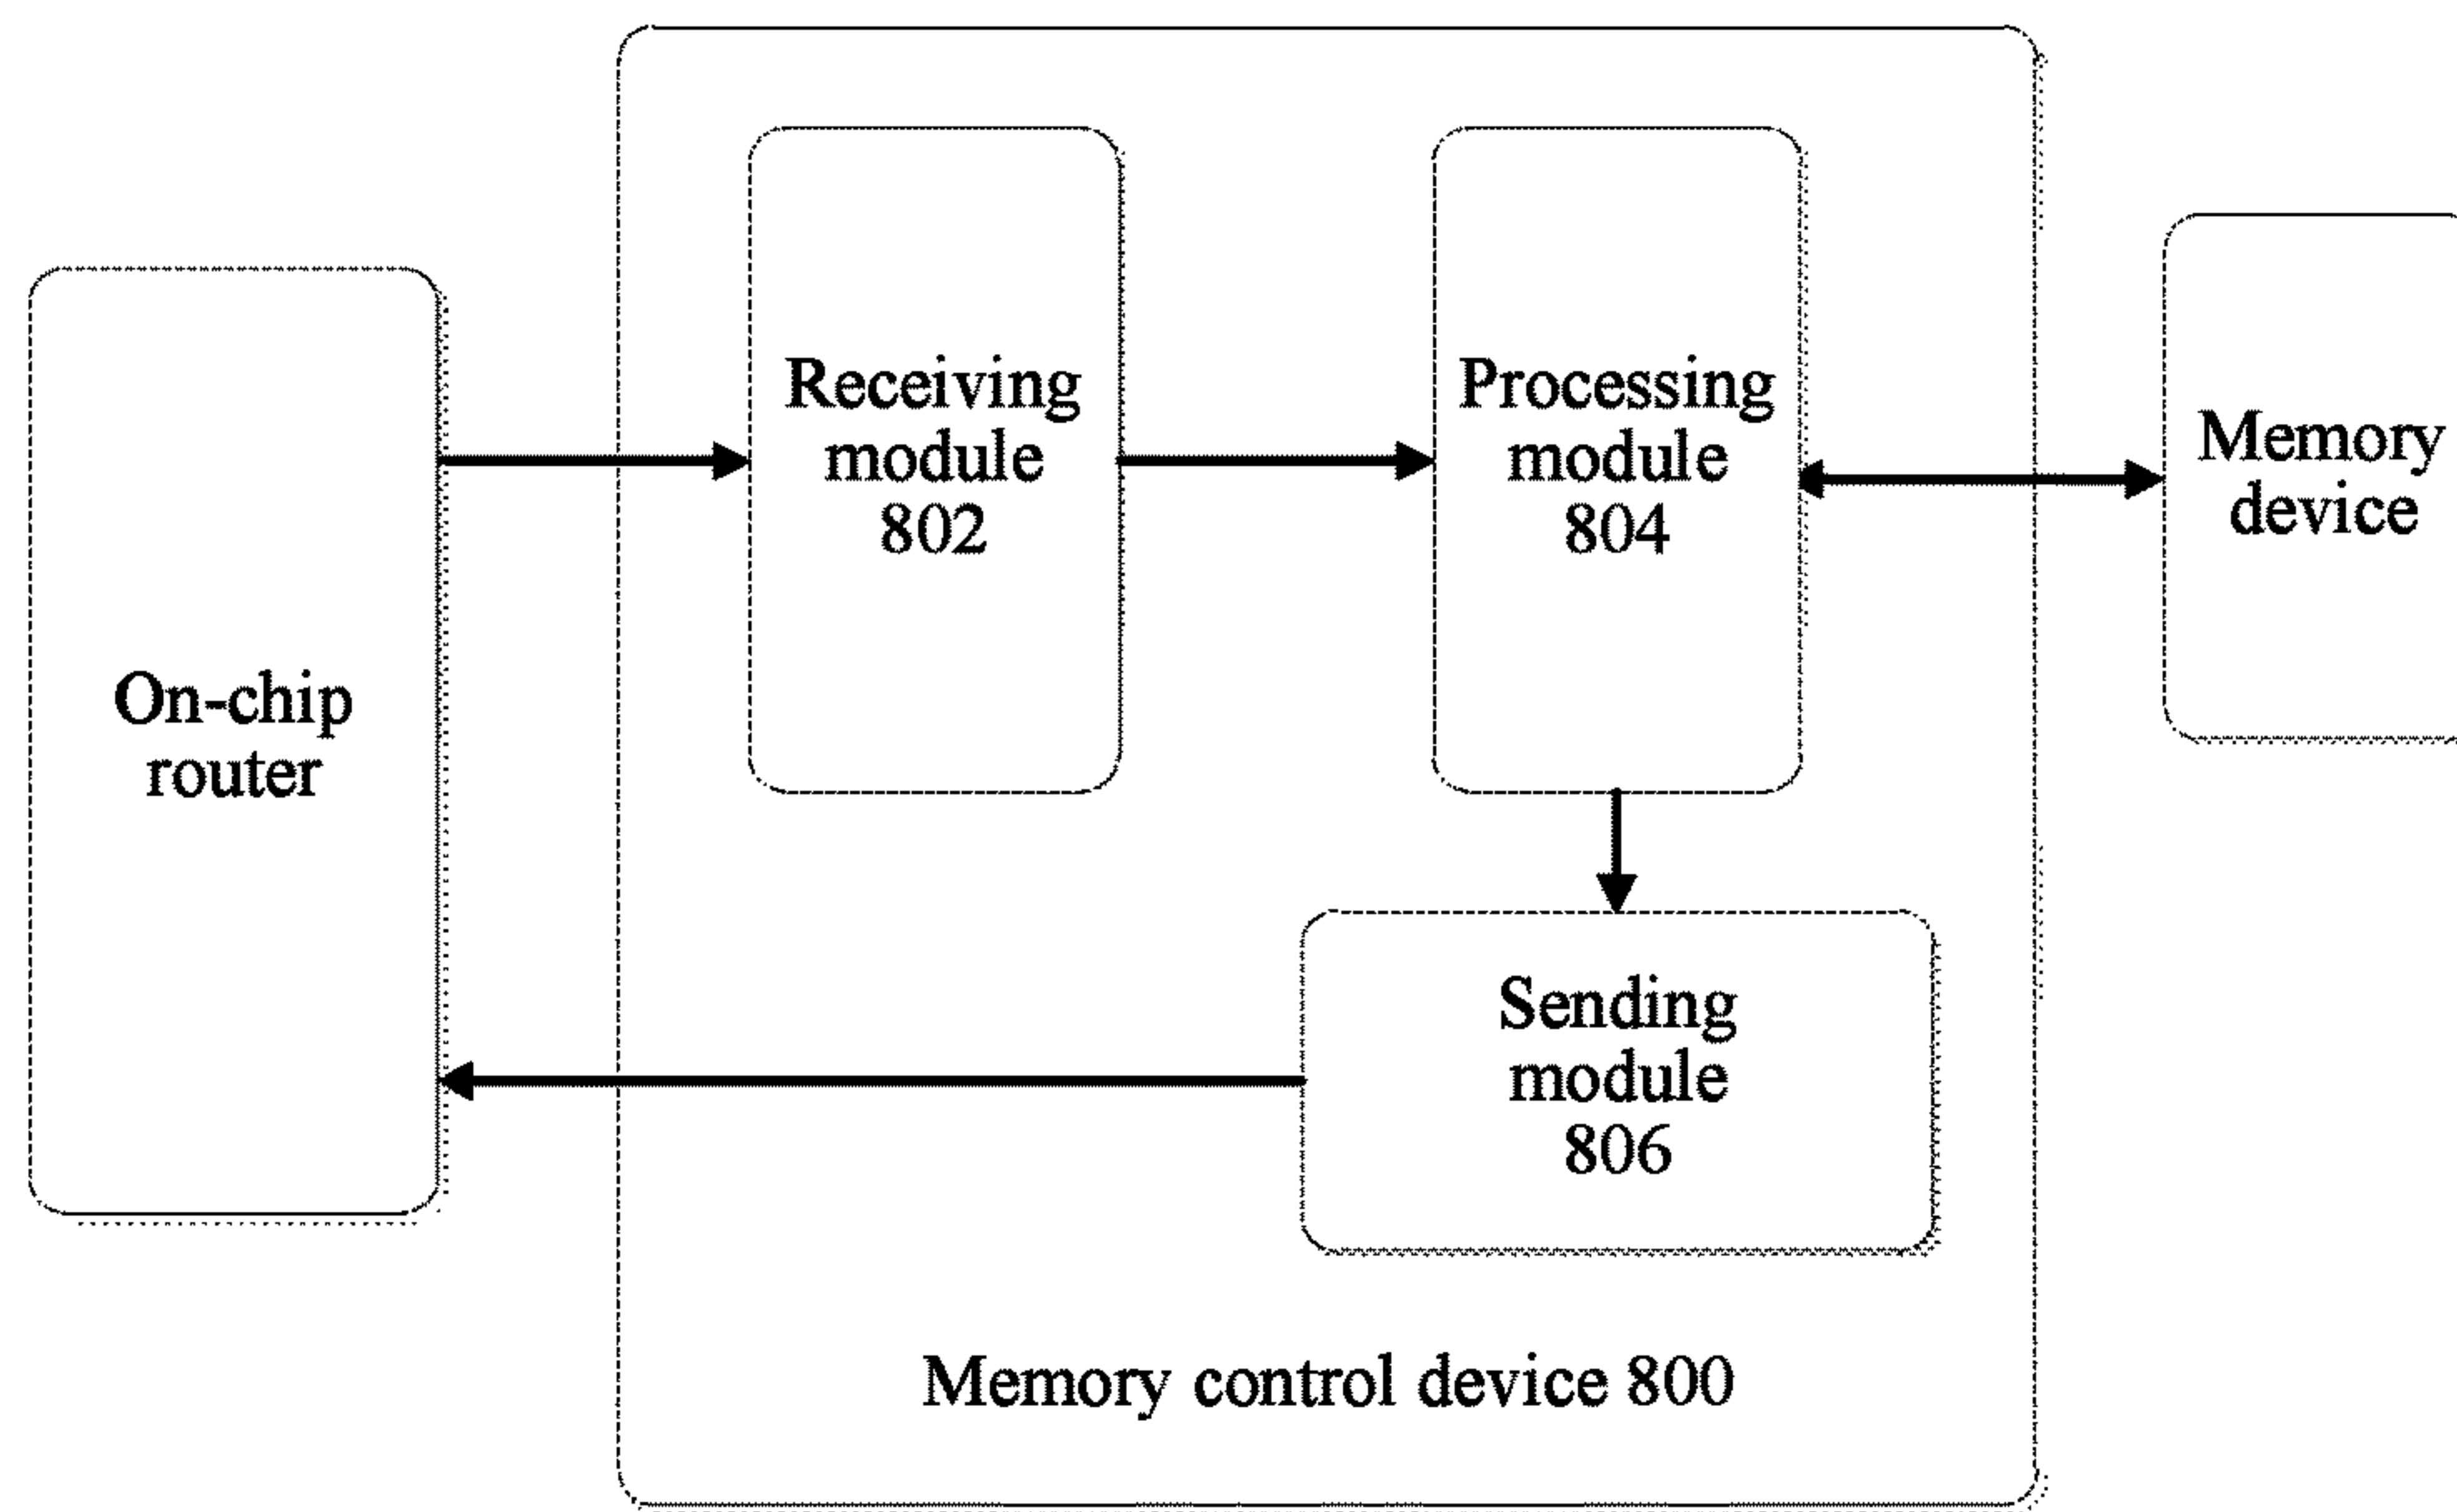 On-chip
router
Receiving
module
802
Processing
module
804
Memory
device
Sending
module
806
Memory control device 800